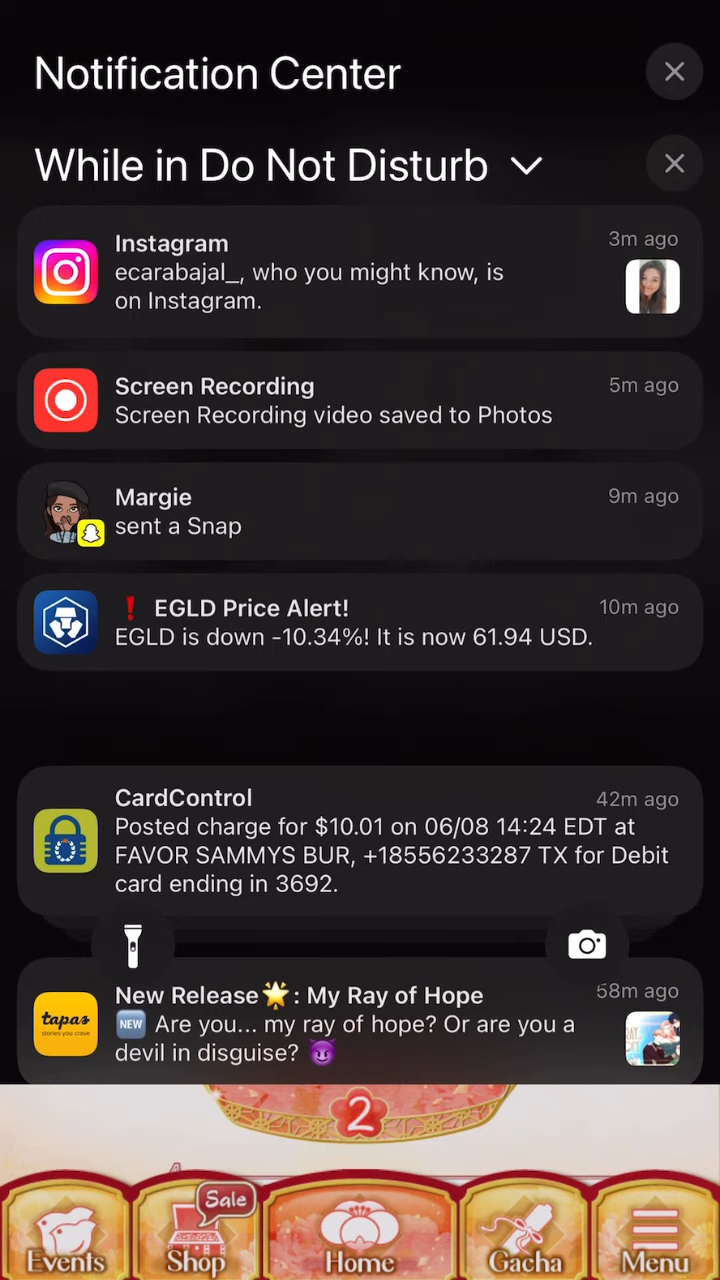 Notification Center
While in Do Not Disturb
Instagram
3m ago
ecarabajal_, who you might know, is
on Instagram.
Screen Recording
5m ago
Screen Recording video saved to Photos
Margie
9m ago
sent a Snap
❗ EGLD Price Alert!
10m ago
EGLD is down -10.34%! It is now 61.94 USD.
CardControl
42m ago
Posted charge for $10.01 on 06/08 14:24 EDT at
FAVOR SAMMYS BUR, +18556233287 TX for Debit
card ending in 3692.
tapas
stories you crave
New Release🌟: My Ray of Hope
58m ago
🆕 Are you... my ray of hope? Or are you a
devil in disguise? 😈
2
Sale
Events
Shop
Home
Gacha
Menu